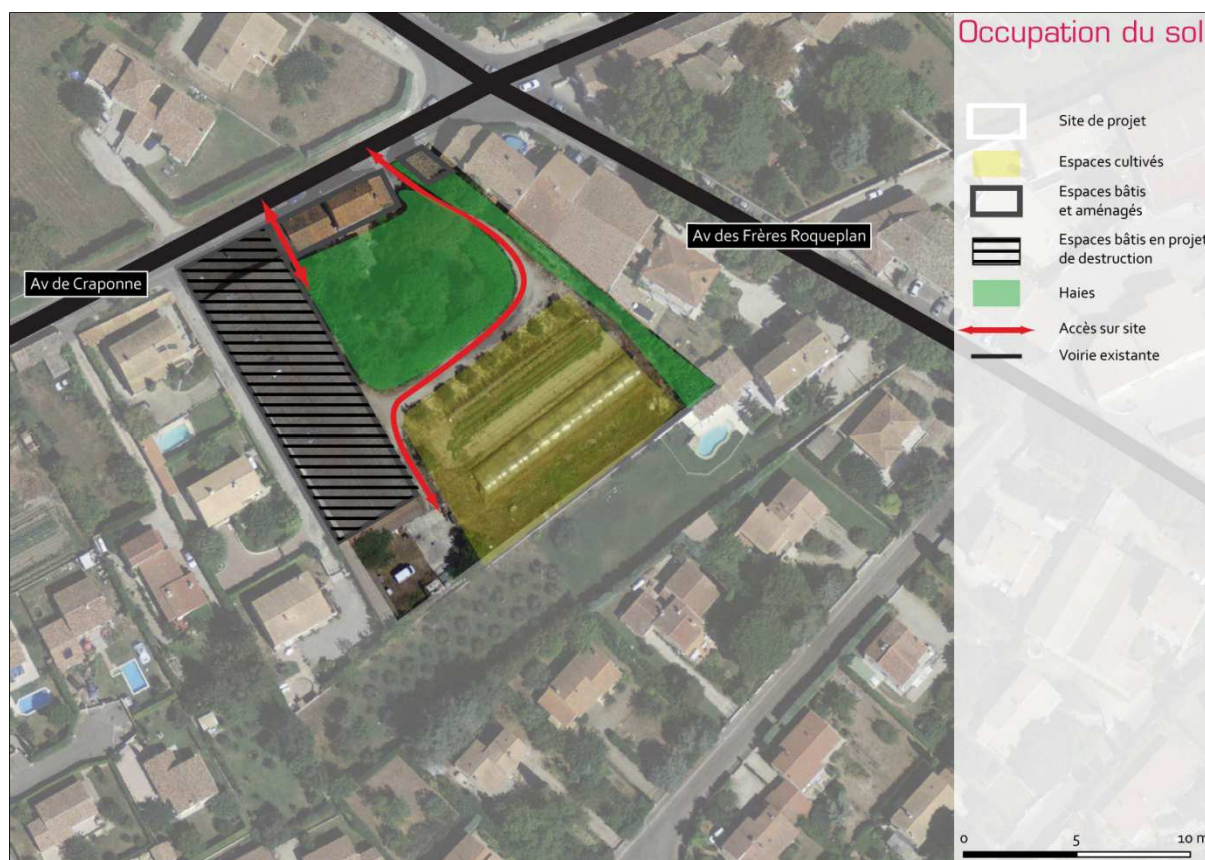 Occupation du sol
Site de projet
Espaces cultivés
Espaces bâtis
et aménagés
Espaces bâtis en projet
de destruction
Haies
Accès sur site
Voirie existante
Av des Frères Roqueplan
Av de Craponne
0 5 10 m